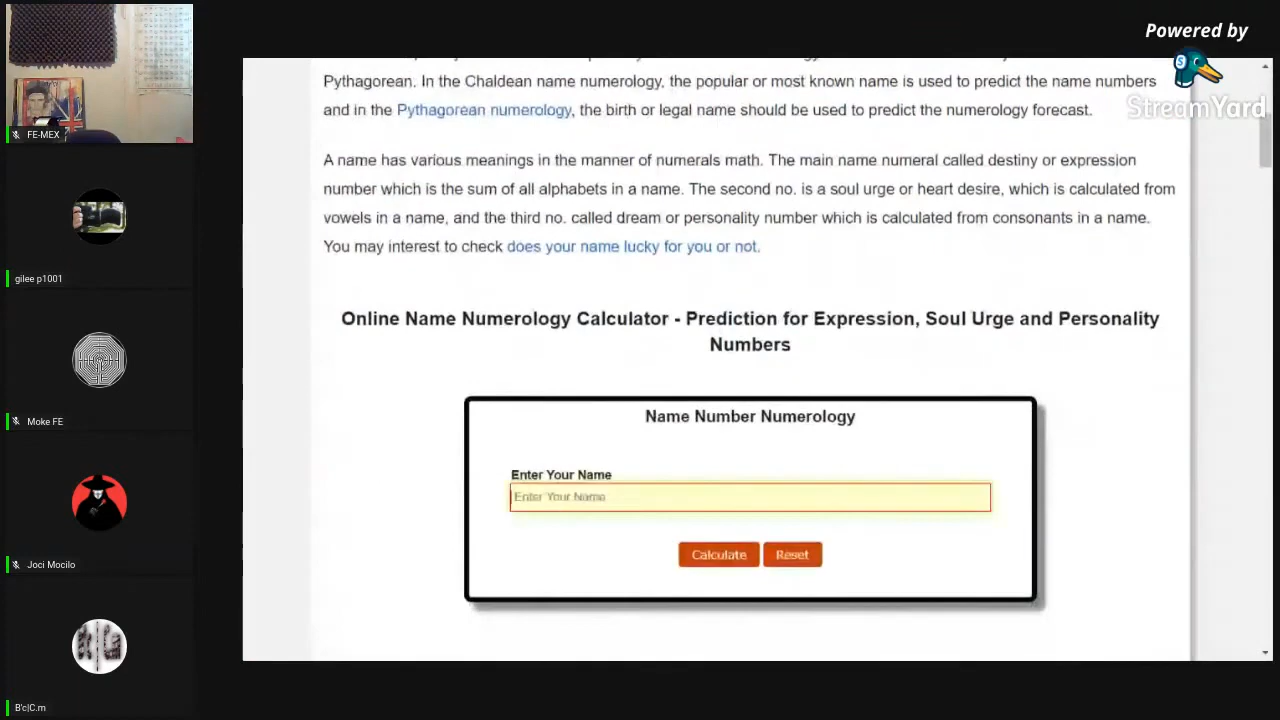 Powered by
StreamYard
Pythagorean. In the Chaldean name numerology, the popular or most known name is used to predict the name numbers
and in the Pythagorean numerology, the birth or legal name should be used to predict the numerology forecast.
A name has various meanings in the manner of numerals math. The main name numeral called destiny or expression
number which is the sum of all alphabets in a name. The second no. is a soul urge or heart desire, which is calculated from
vowels in a name, and the third no. called dream or personality number which is calculated from consonants in a name.
You may interest to check does your name lucky for you or not.
Online Name Numerology Calculator - Prediction for Expression, Soul Urge and Personality
Numbers
Name Number Numerology
Enter Your Name
Enter Your Name
Calculate Reset
FE-MEX
gilee p1001
Moke FE
Joci Mocilo
B'c|C.m